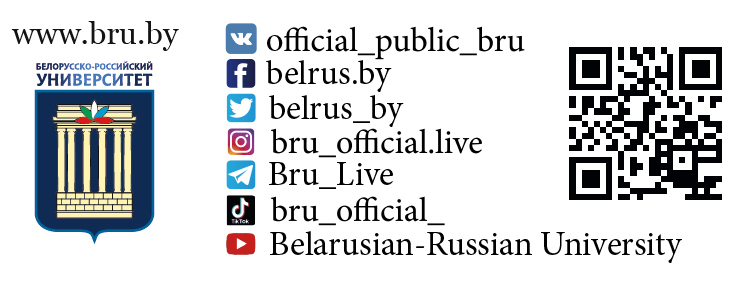 www.bru.by
БЕЛОРУССКО-РОССИЙСКИЙ
УНИВЕРСИТЕТ
official_public_bru
belrus.by
belrus_by
bru_official.live
Bru_Live
TikTok
bru_official_
Belarusian-Russian University